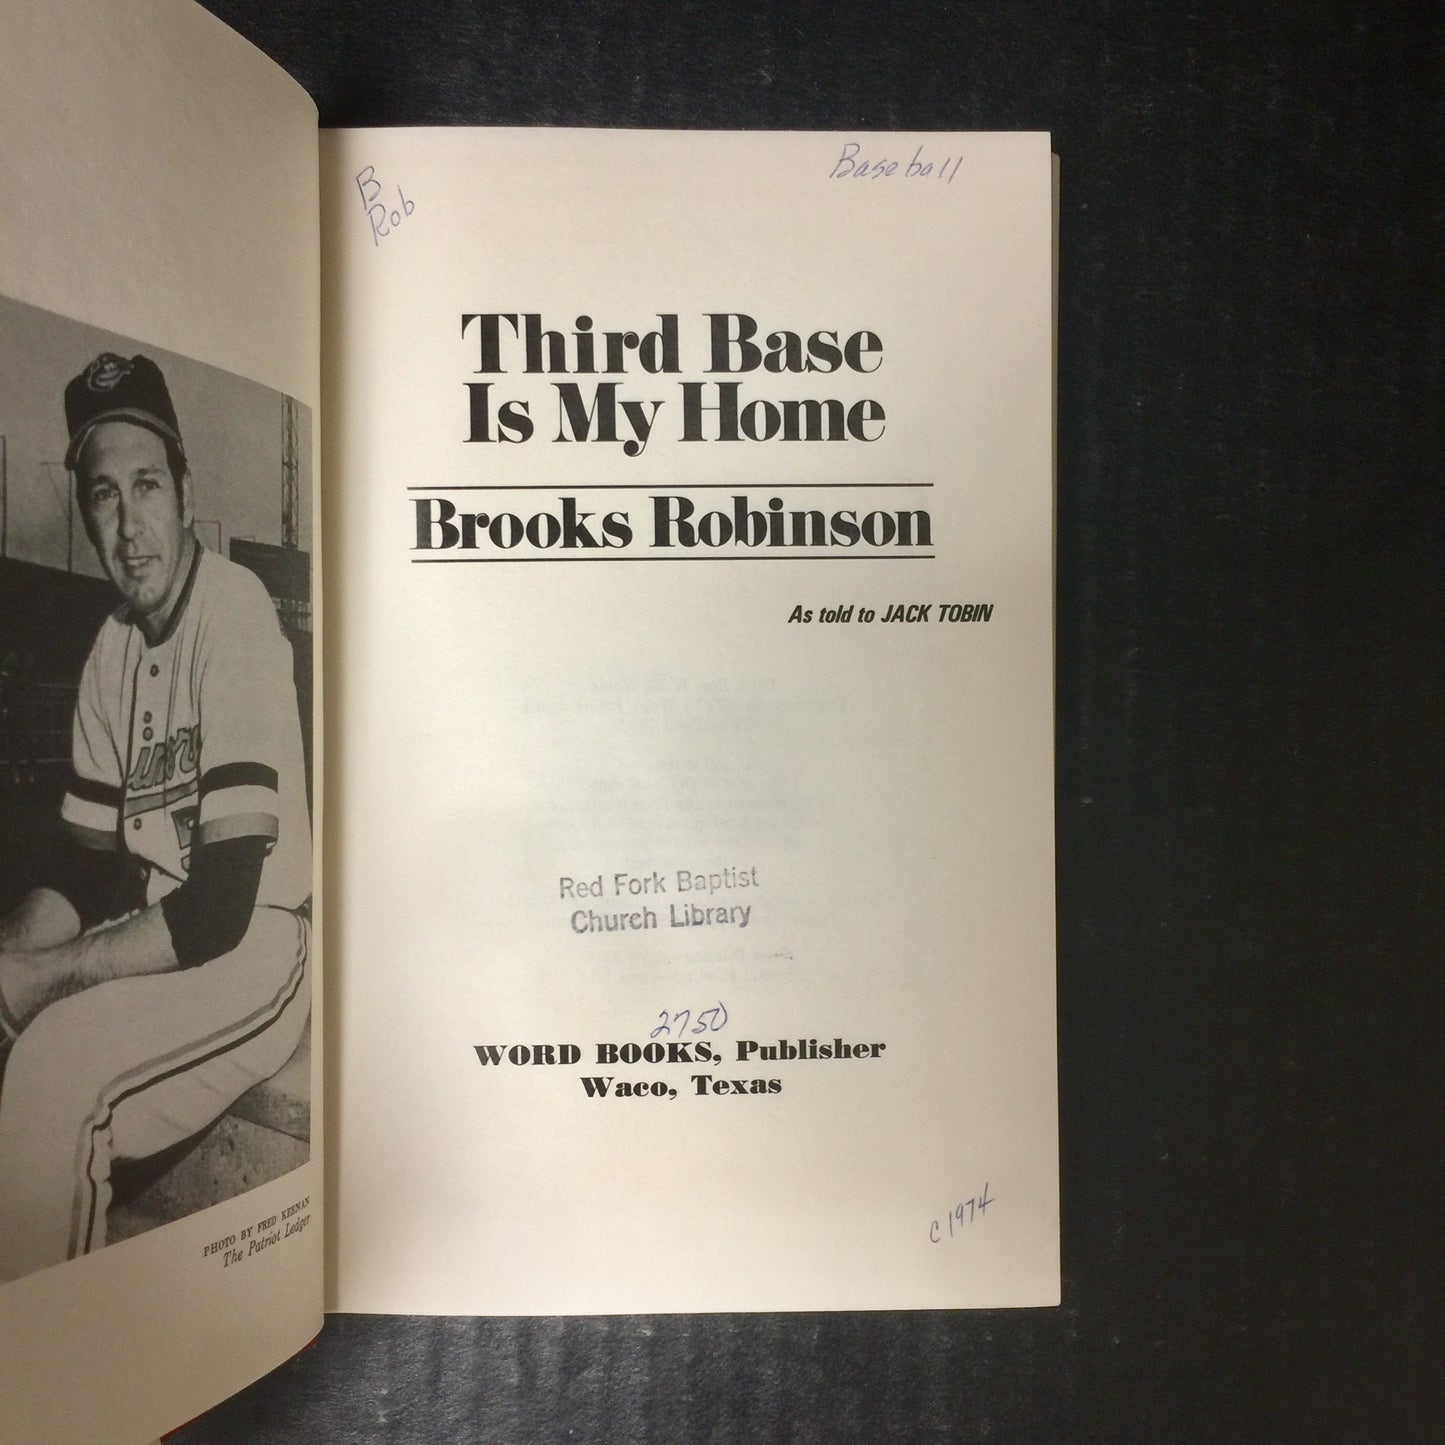 PHOTO BY FRED KEENAN
The Patriot Ledger
B
Rob
Baseball
Third Base
Is My Home
Brooks Robinson
As told to JACK TOBIN
Red Fork Baptist
Church Library
2750
WORD BOOKS, Publisher
Waco, Texas
c 1974